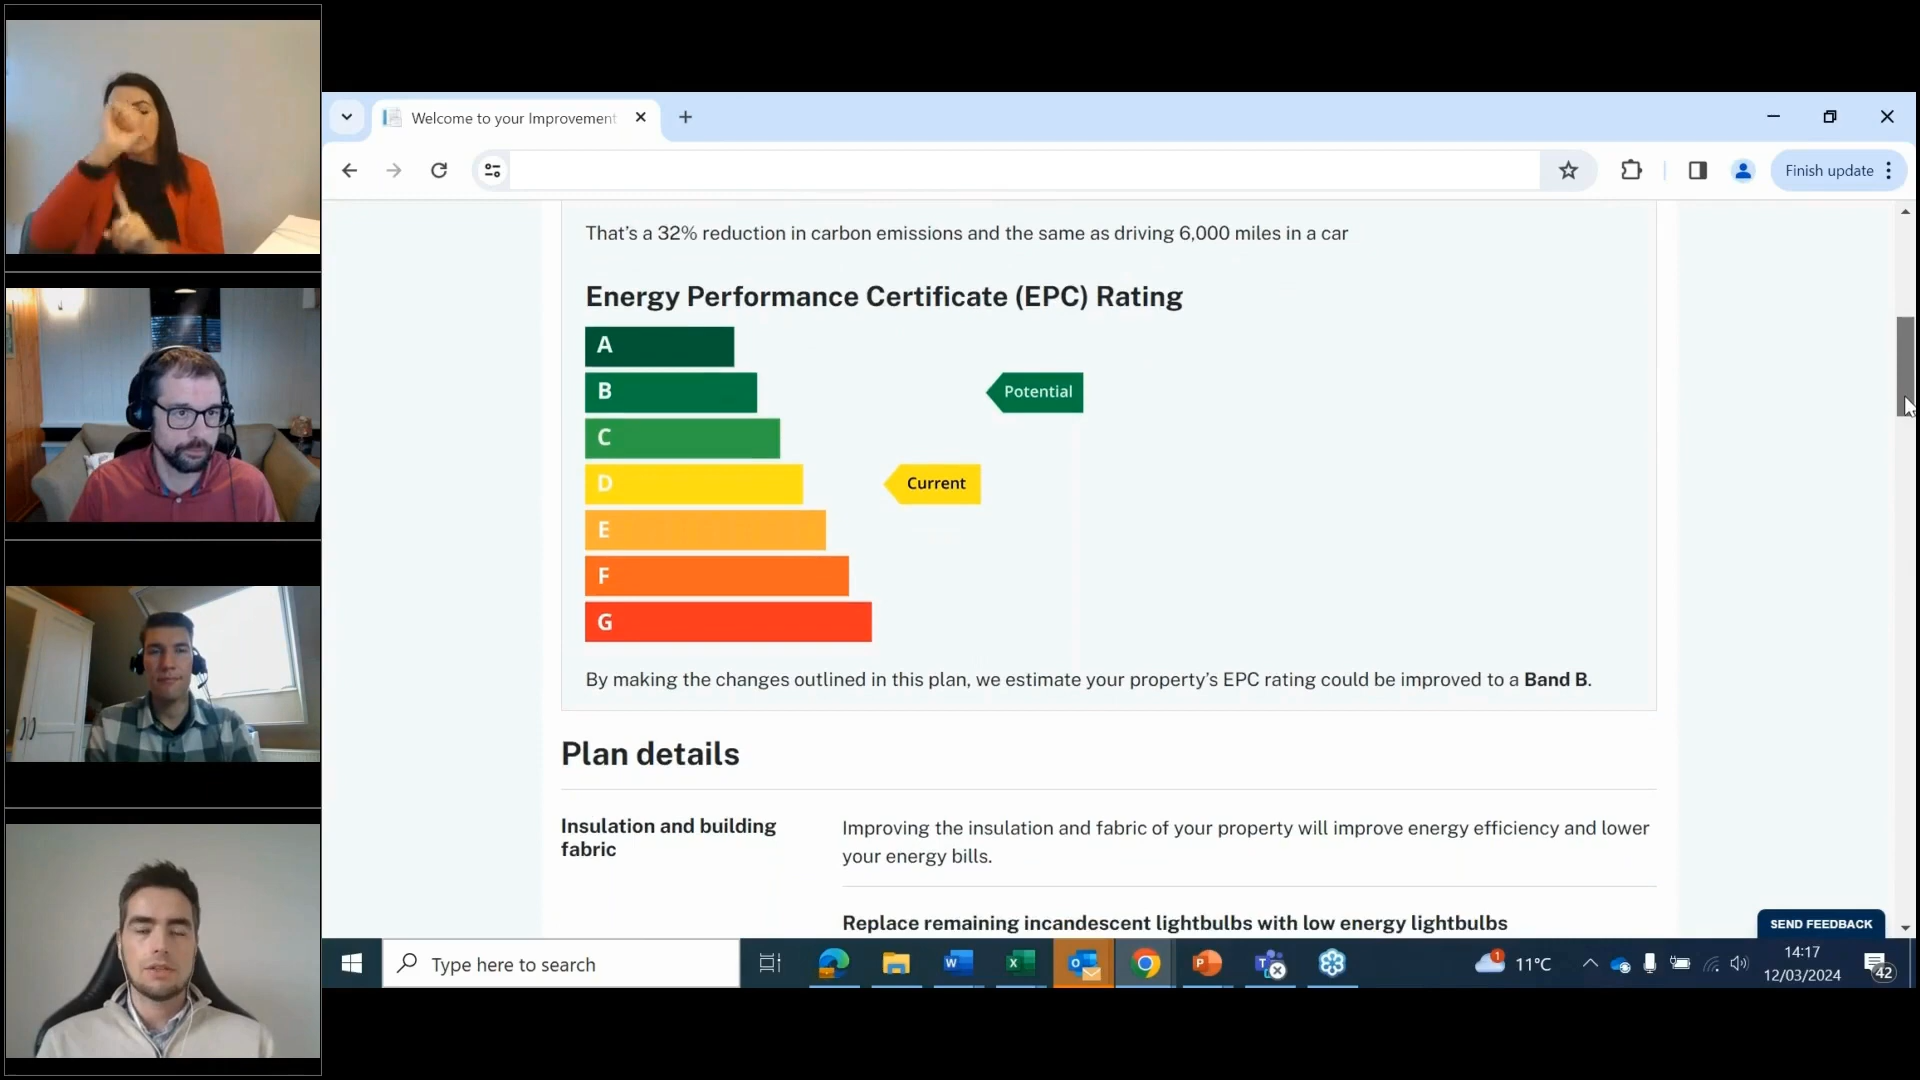 Welcome to your Improvement
Finish update
That's a 32% reduction in carbon emissions and the same as driving 6,000 miles in a car
Energy Performance Certificate (EPC) Rating
A
B
Potential
C
D
Current
E
F
G
By making the changes outlined in this plan, we estimate your property's EPC rating could be improved to a Band B.
Plan details
Insulation and building
fabric
Improving the insulation and fabric of your property will improve energy efficiency and lower
your energy bills.
Replace remaining incandescent lightbulbs with low energy lightbulbs
SEND FEEDBACK
Type here to search
W
X
O
P
T
1
11°C
14:17
12/03/2024
42